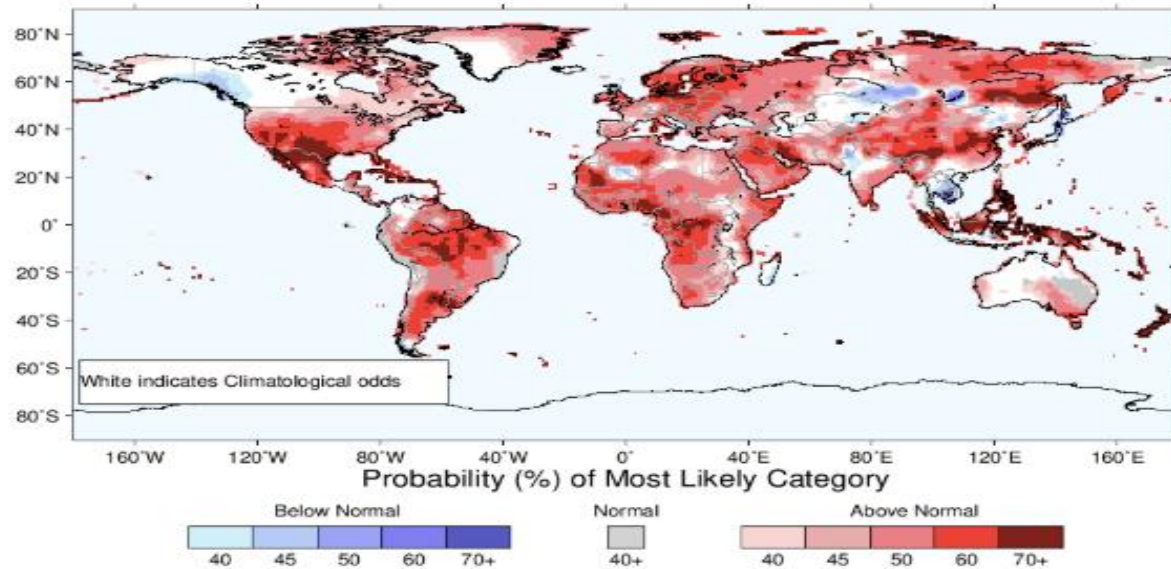 80˚N
60˚N
40˚N
20˚N
0˚
20˚S
40˚S
60˚S
80˚S
White indicates Climatological odds
160˚W 120˚W 80˚W 40˚W 0˚ 40˚E 80˚E 120˚E 160˚E
Probability (%) of Most Likely Category
Below Normal Normal Above Normal
40 45 50 60 70+ 40+ 40 45 50 60 70+